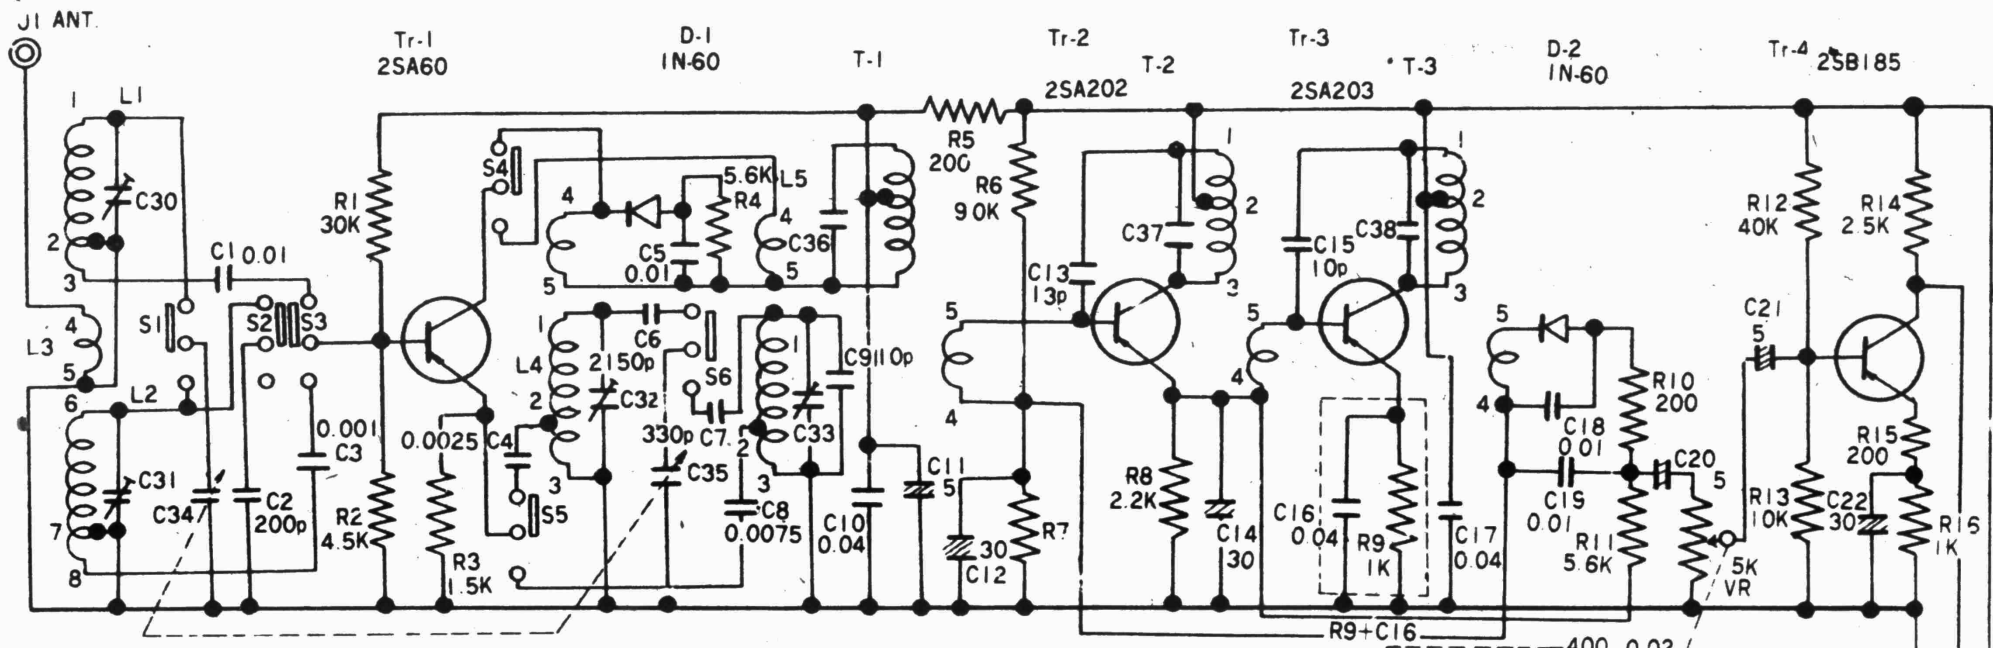 J1 ANT.
Tr-1
2SA60
D-1
1N-60
T-1
Tr-2
2SA202
T-2
Tr-3
2SA203
T-3
D-2
1N-60
Tr-4
2SB185
1
L1
C30
2
3
C1 0.01
4
L3
5
L2
6
C31
7
8
S1
C34
S2
S3
C2
200p
0.001
C3
R1
30K
R2
4.5K
0.0025
R3
1.5K
C4
S4
S5
4
5
C5
0.01
5.6K
R4
L5
4
5
C36
1
L4
2
3
2150p
C32
C6
S6
330p
C7
C35
1
2
3
C33
C9 110p
C8
0.0075
C10
0.04
C11
5
R5
200
R6
90K
C13
13p
5
4
30
C12
R7
C37
1
2
3
R8
2.2K
C14
30
5
4
C15
10p
C38
1
2
3
C16
0.04
R9
1K
C17
0.04
R9+C16
5
4
C18
0.01
C19
0.01
R10
200
R11
5.6K
C20
5
5K
VR
C21
5
R12
40K
R13
10K
R14
2.5K
R15
200
C22
30
R16
1K
400 0.02